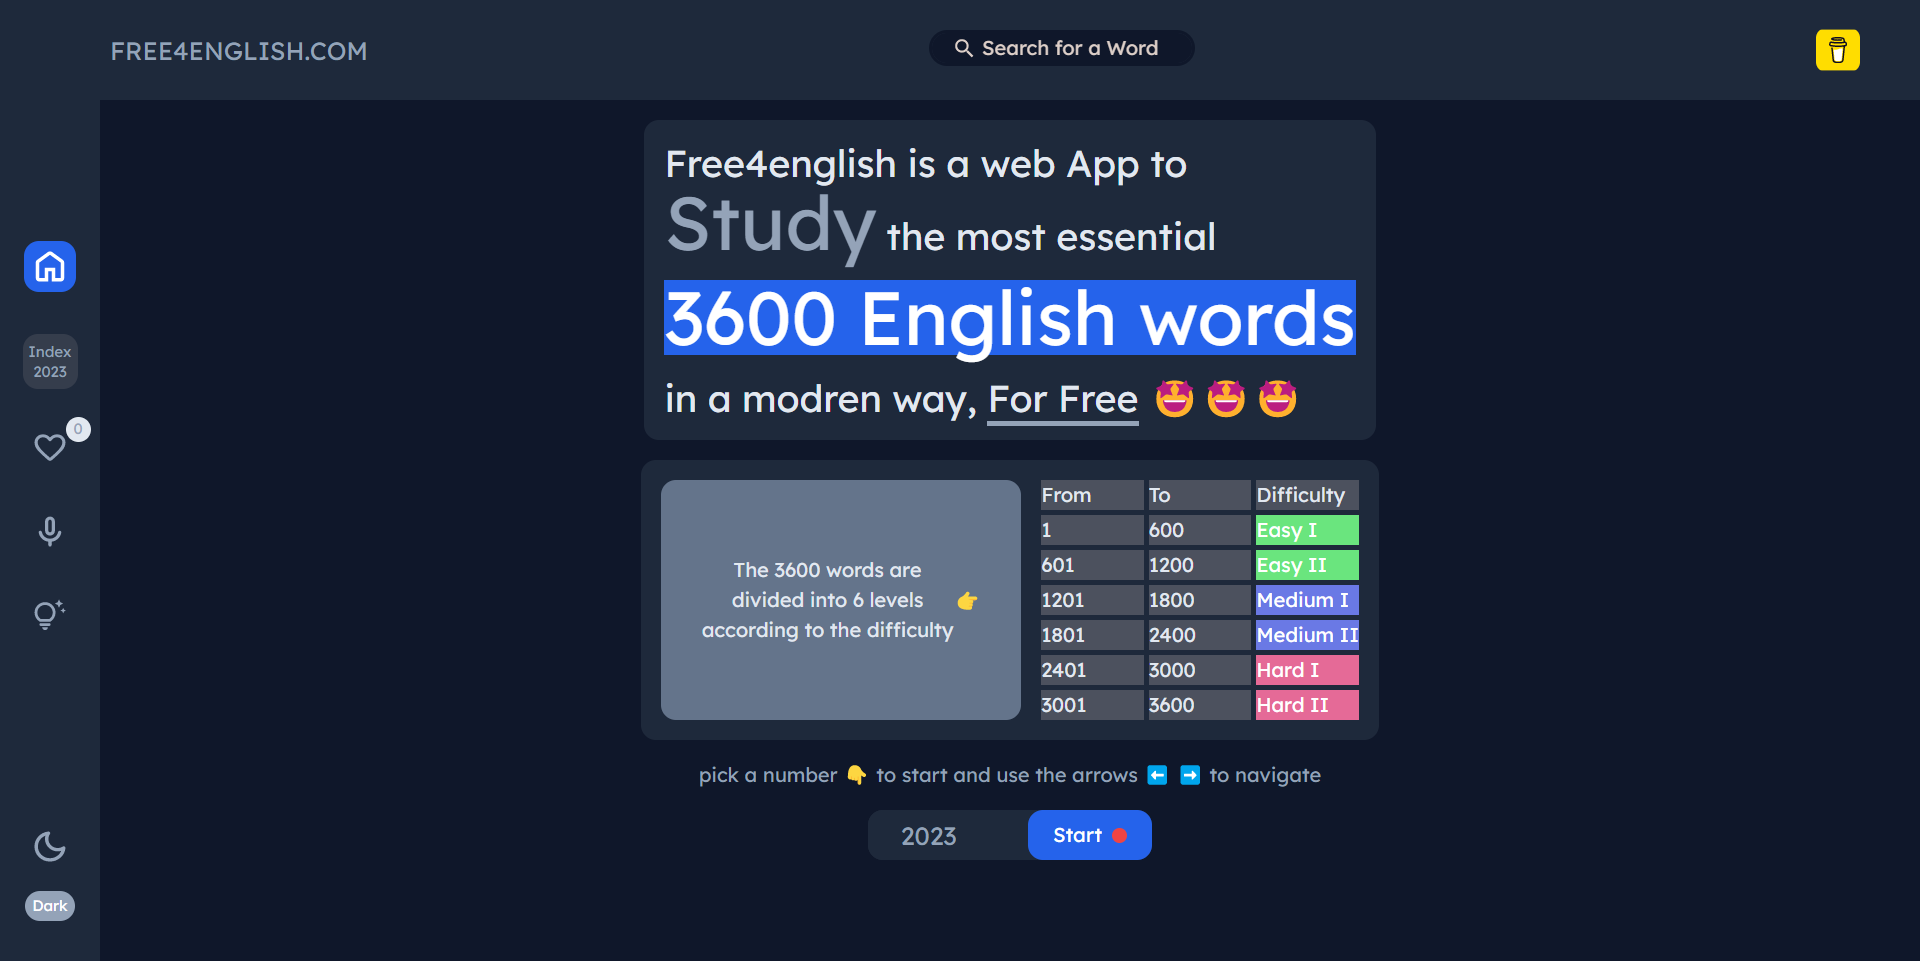 FREE4ENGLISH.COM
Search for a Word
Free4english is a web App to
Study the most essential
3600 English words
in a modren way, For Free 🤩 🤩 🤩
Index
2023
0
Dark
The 3600 words are
divided into 6 levels
according to the difficulty 👉
From To Difficulty
1 600 Easy I
601 1200 Easy II
1201 1800 Medium I
1801 2400 Medium II
2401 3000 Hard I
3001 3600 Hard II
pick a number 👇 to start and use the arrows ⬅️ ➡️ to navigate
2023 Start